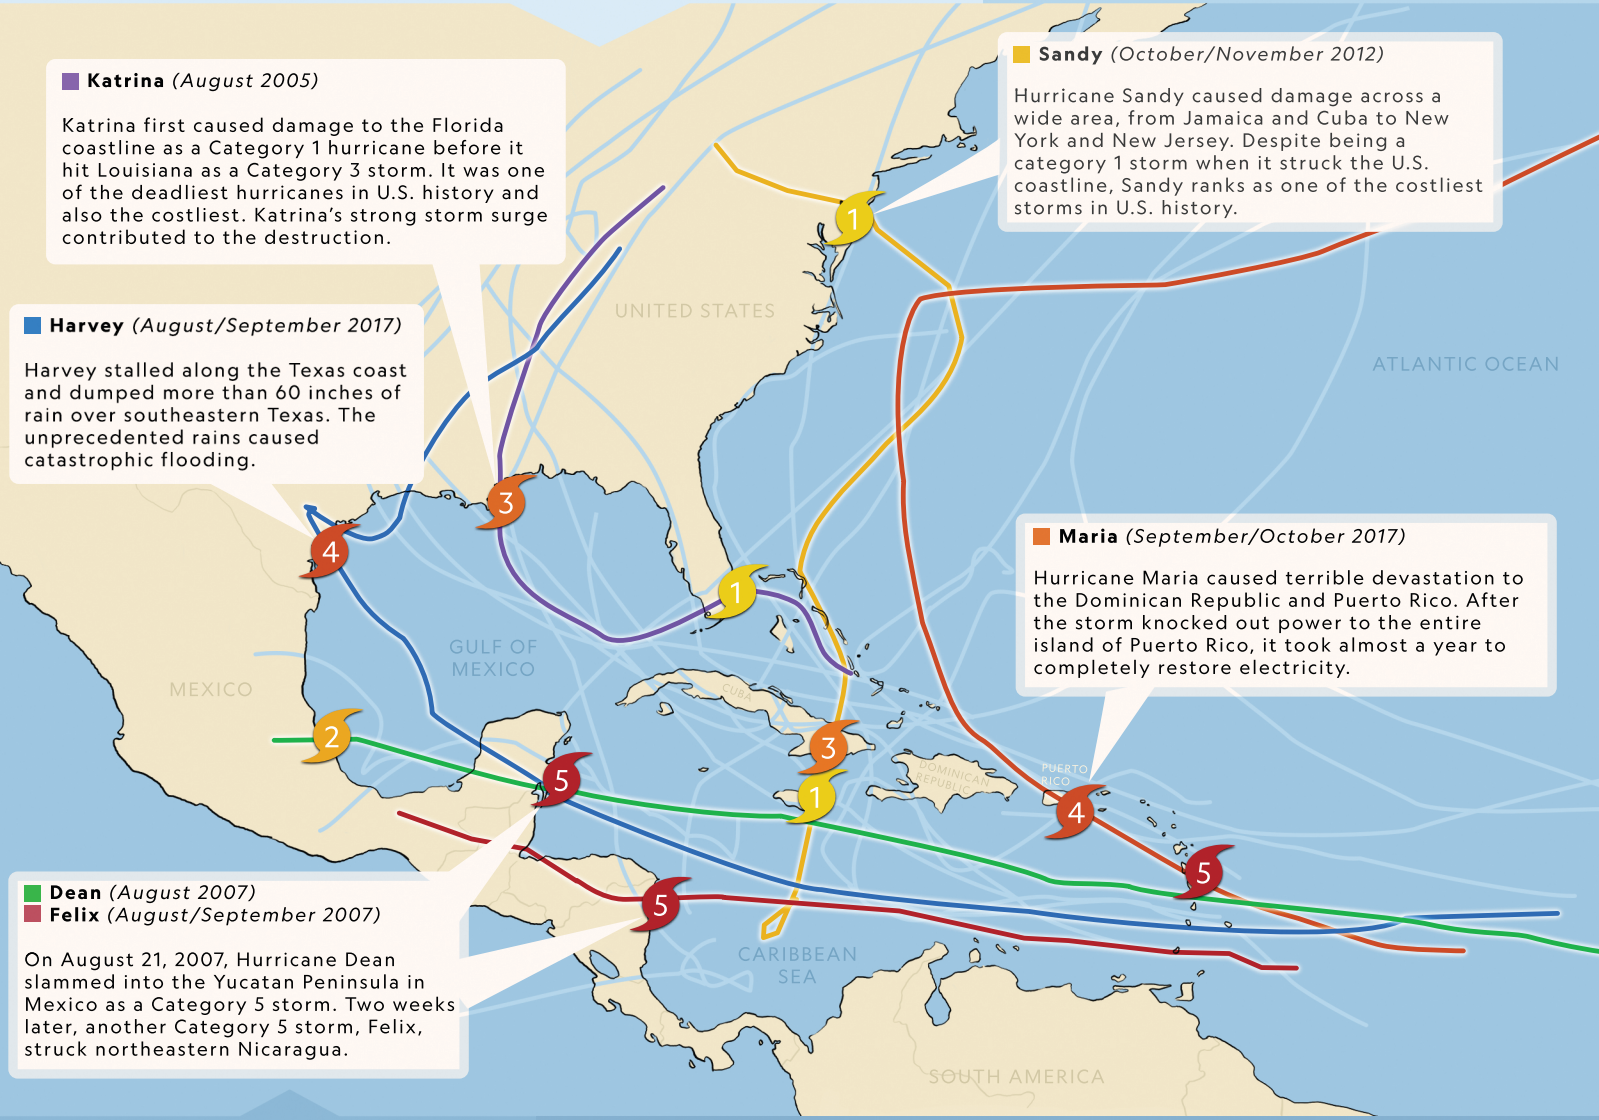 Katrina (August 2005)
Katrina first caused damage to the Florida
coastline as a Category 1 hurricane before it
hit Louisiana as a Category 3 storm. It was one
of the deadliest hurricanes in U.S. history and
also the costliest. Katrina's strong storm surge
contributed to the destruction.
Sandy (October/November 2012)
Hurricane Sandy caused damage across a
wide area, from Jamaica and Cuba to New
York and New Jersey. Despite being a
category 1 storm when it struck the U.S.
coastline, Sandy ranks as one of the costliest
storms in U.S. history.
1
UNITED STATES
ATLANTIC OCEAN
Harvey (August/September 2017)
Harvey stalled along the Texas coast
and dumped more than 60 inches of
rain over southeastern Texas. The
unprecedented rains caused
catastrophic flooding.
3
4
1
Maria (September/October 2017)
Hurricane Maria caused terrible devastation to
the Dominican Republic and Puerto Rico. After
the storm knocked out power to the entire
island of Puerto Rico, it took almost a year to
completely restore electricity.
GULF OF
MEXICO
MEXICO
CUBA
2
3
5
1
DOMINICAN
REPUBLIC
PUERTO
RICO
4
5
5
Dean (August 2007)
Felix (August/September 2007)
On August 21, 2007, Hurricane Dean
slammed into the Yucatan Peninsula in
Mexico as a Category 5 storm. Two weeks
later, another Category 5 storm, Felix,
struck northeastern Nicaragua.
CARIBBEAN
SEA
SOUTH AMERICA